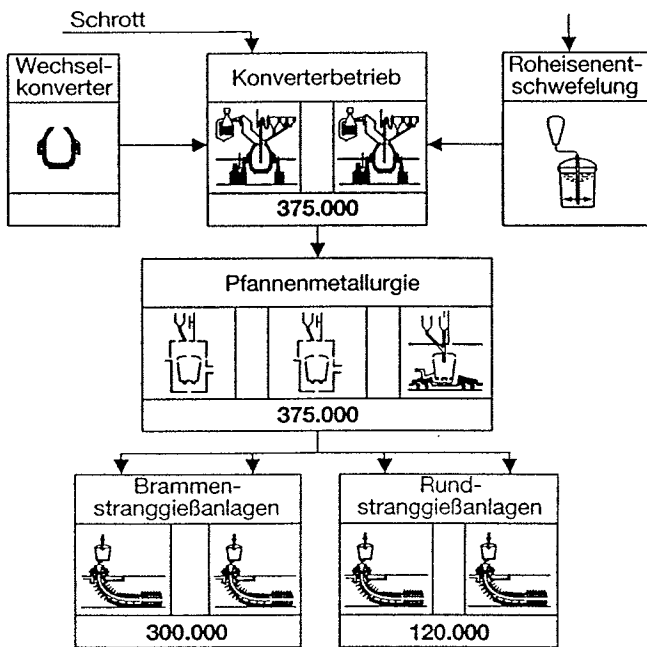 Schrott
Wechsel-
konverter
Konverterbetrieb
Roheisenent-
schwefelung
375.000
Pfannenmetallurgie
375.000
Brammen-
stranggießanlagen
Rund-
stranggießanlagen
300.000
120.000